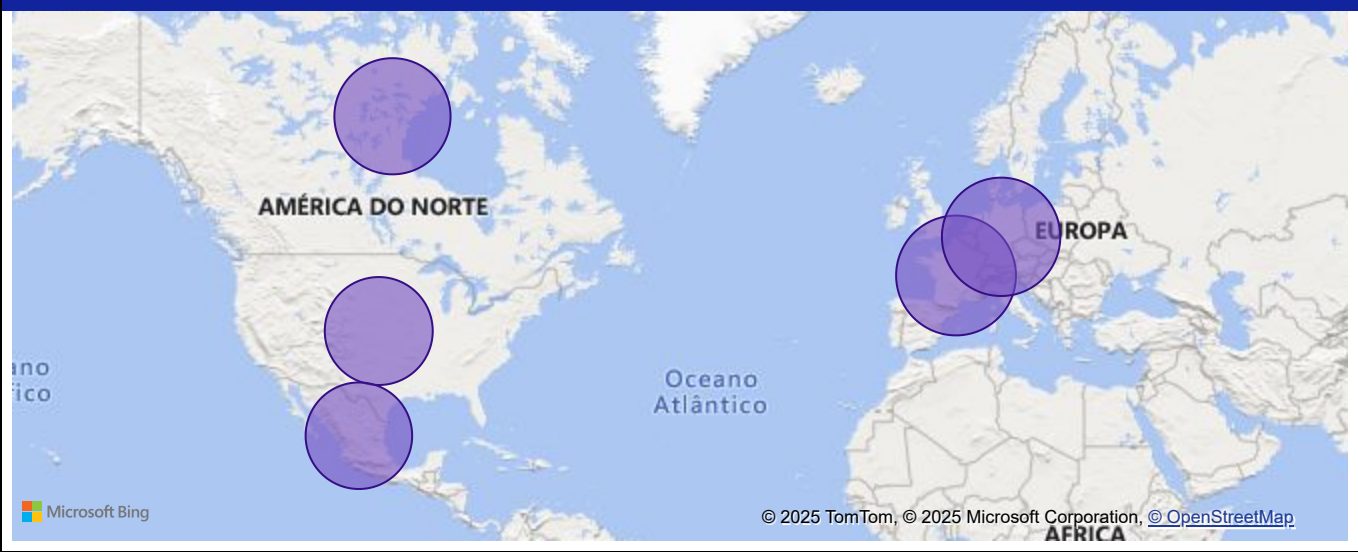 AMÉRICA DO NORTE
EUROPA
ano
ico
Oceano
Atlântico
Microsoft Bing
© 2025 TomTom, © 2025 Microsoft Corporation, © OpenStreetMap
ÁFRICA